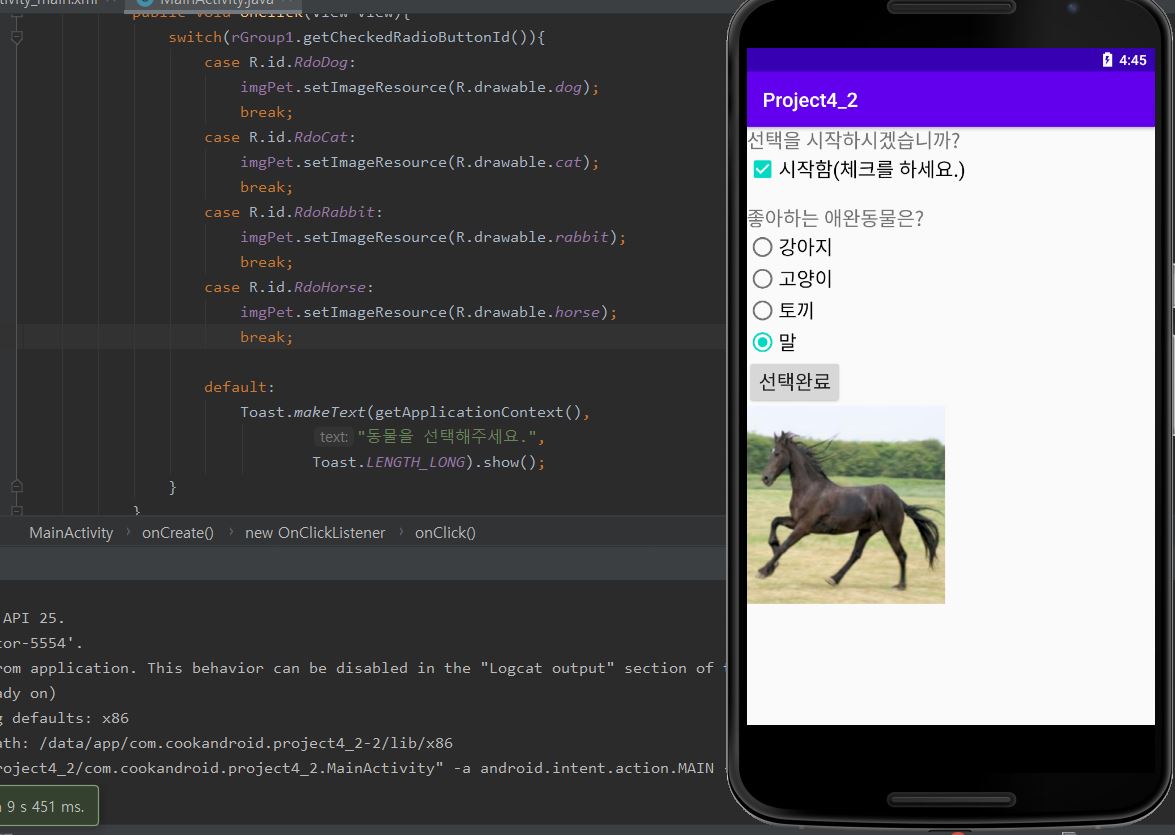 MainActivity.java
public void onClick(View view){
switch(rGroup1.getCheckedRadioButtonId()){
case R.id.RdoDog:
imgPet.setImageResource(R.drawable.dog);
break;
case R.id.RdoCat:
imgPet.setImageResource(R.drawable.cat);
break;
case R.id.RdoRabbit:
imgPet.setImageResource(R.drawable.rabbit);
break;
case R.id.RdoHorse:
imgPet.setImageResource(R.drawable.horse);
break;
default:
Toast.makeText(getApplicationContext(),
text: "동물을 선택해주세요.",
Toast.LENGTH_LONG).show();
}
}
MainActivity > onCreate() > new OnClickListener > onClick()
API 25.
tor-5554'.
rom application. This behavior can be disabled in the "Logcat output" section of
ady on)
g defaults: x86
ath: /data/app/com.cookandroid.project4_2-2/lib/x86
roject4_2/com.cookandroid.project4_2.MainActivity" -a android.intent.action.MAIN
9 s 451 ms.
4:45
Project4_2
선택을 시작하시겠습니까?
시작함(체크를 하세요.)
좋아하는 애완동물은?
강아지
고양이
토끼
말
선택완료